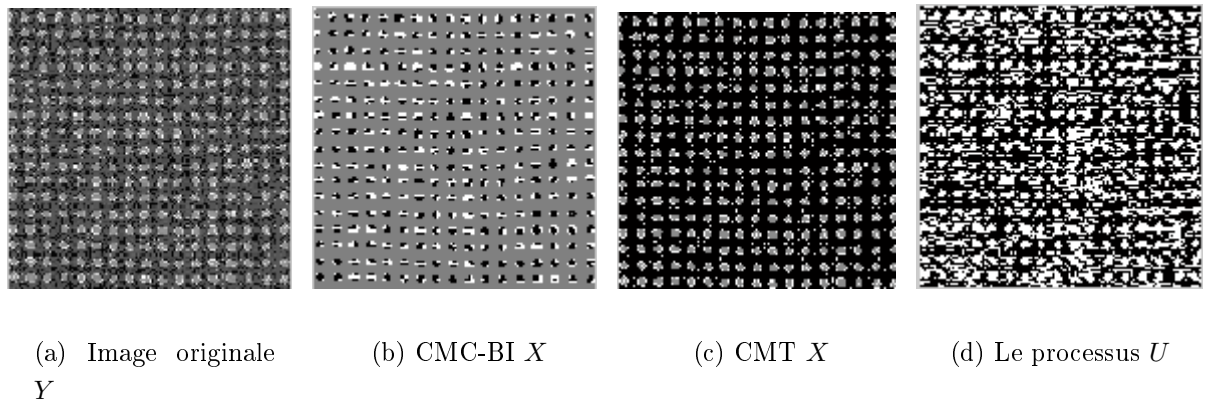 (a) Image originale
Y
(b) CMC-BI X
(c) CMT X
(d) Le processus U